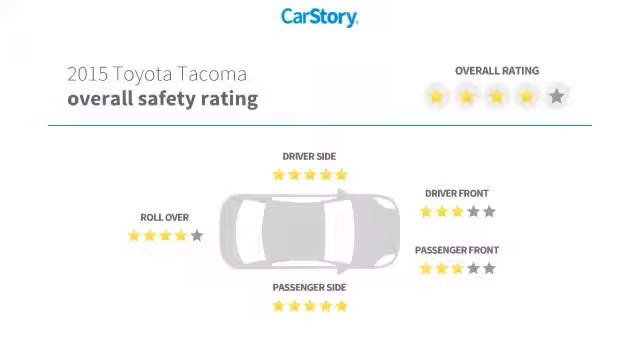 CarStory
2015 Toyota Tacoma
overall safety rating
OVERALL RATING
DRIVER SIDE
DRIVER FRONT
ROLL OVER
PASSENGER FRONT
PASSENGER SIDE